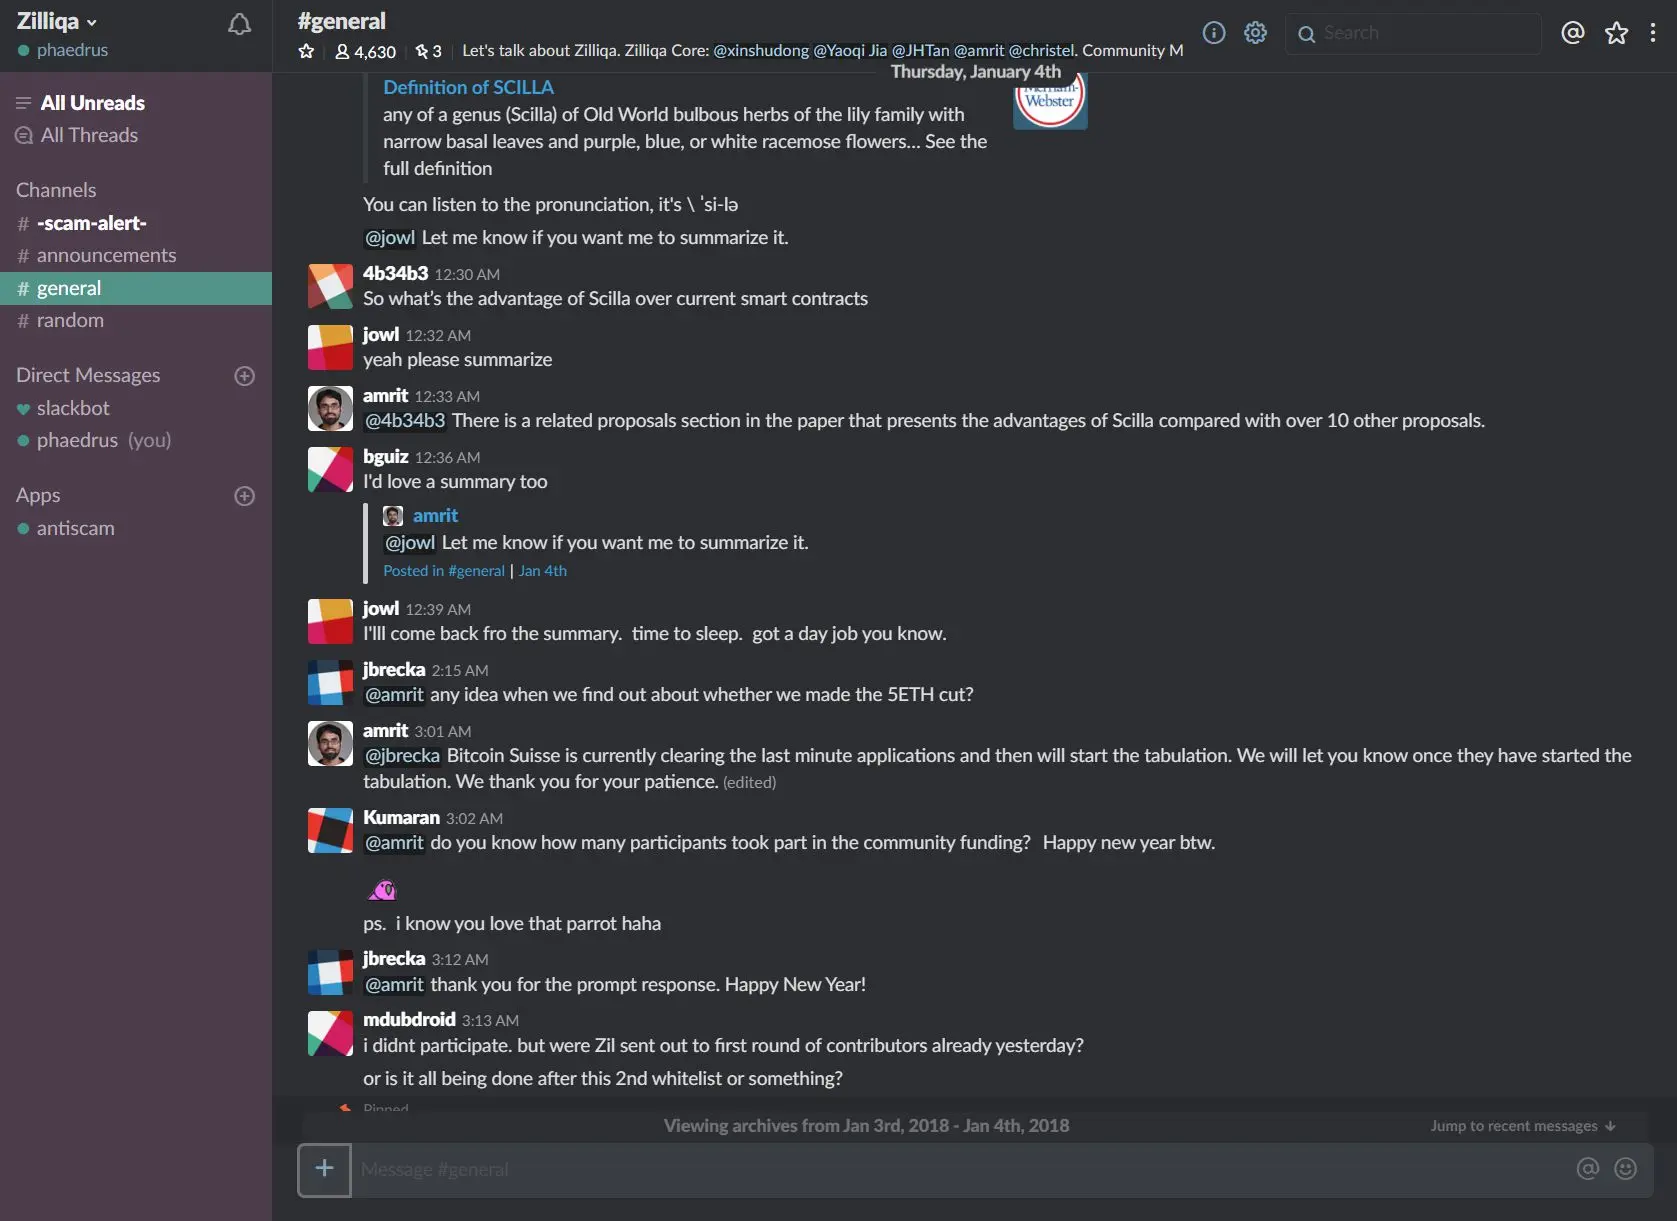 Zilliqa
phaedrus
All Unreads
All Threads
Channels
# -scam-alert-
# announcements
# general
# random
Direct Messages
slackbot
phaedrus (you)
Apps
antiscam
#general
4,630 3 Let's talk about Zilliqa. Zilliqa Core: @xinshudong @Yaoqi Jia @JHTan @amrit @christel. Community M
Search
Thursday, January 4th
Definition of SCILLA
any of a genus (Scilla) of Old World bulbous herbs of the lily family with
narrow basal leaves and purple, blue, or white racemose flowers... See the
full definition
Merriam-
Webster
You can listen to the pronunciation, it's \ ˈsi-lə
@jowl Let me know if you want me to summarize it.
4b34b3 12:30 AM
So what's the advantage of Scilla over current smart contracts
jowl 12:32 AM
yeah please summarize
amrit 12:33 AM
@4b34b3 There is a related proposals section in the paper that presents the advantages of Scilla compared with over 10 other proposals.
bguiz 12:36 AM
I'd love a summary too
amrit
@jowl Let me know if you want me to summarize it.
Posted in #general | Jan 4th
jowl 12:39 AM
I'lll come back fro the summary. time to sleep. got a day job you know.
jbrecka 2:15 AM
@amrit any idea when we find out about whether we made the 5ETH cut?
amrit 3:01 AM
@jbrecka Bitcoin Suisse is currently clearing the last minute applications and then will start the tabulation. We will let you know once they have started the
tabulation. We thank you for your patience. (edited)
Kumaran 3:02 AM
@amrit do you know how many participants took part in the community funding? Happy new year btw.
ps. i know you love that parrot haha
jbrecka 3:12 AM
@amrit thank you for the prompt response. Happy New Year!
mdubdroid 3:13 AM
i didnt participate. but were Zil sent out to first round of contributors already yesterday?
or is it all being done after this 2nd whitelist or something?
Pinned
Viewing archives from Jan 3rd, 2018 - Jan 4th, 2018
Jump to recent messages ↓
+ Message #general